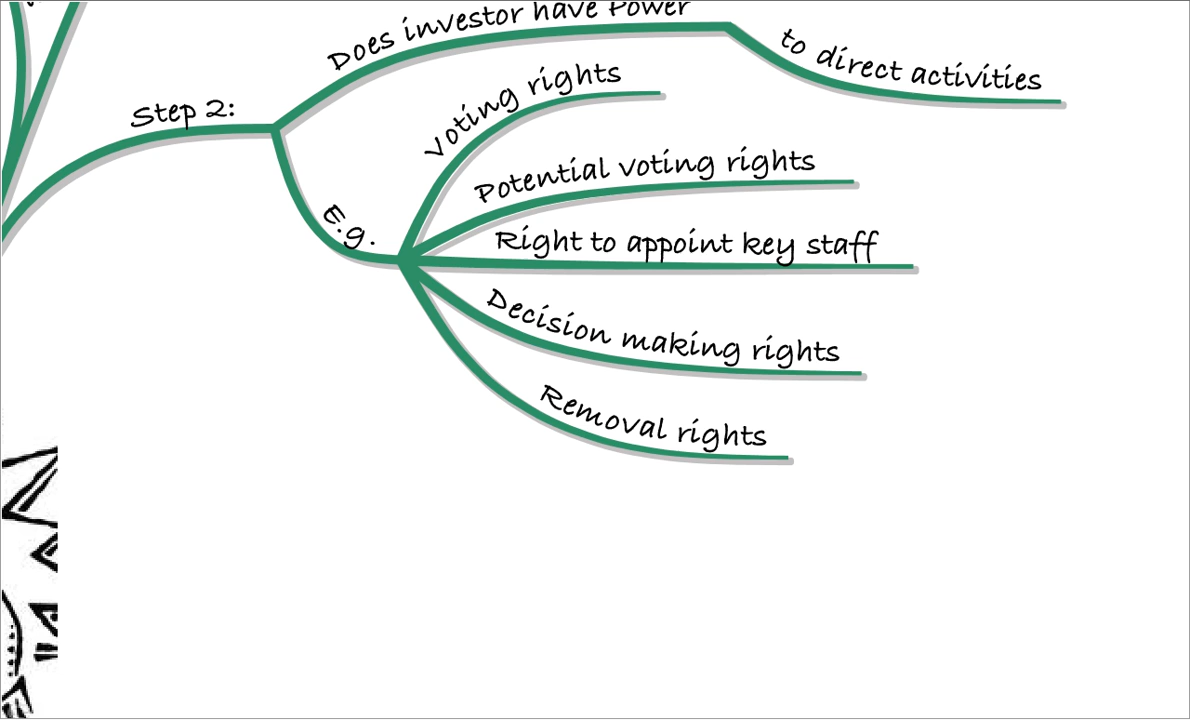 Step 2:
Does investor have Power
to direct activities
E.g.
Voting rights
Potential voting rights
Right to appoint key staff
Decision making rights
Removal rights